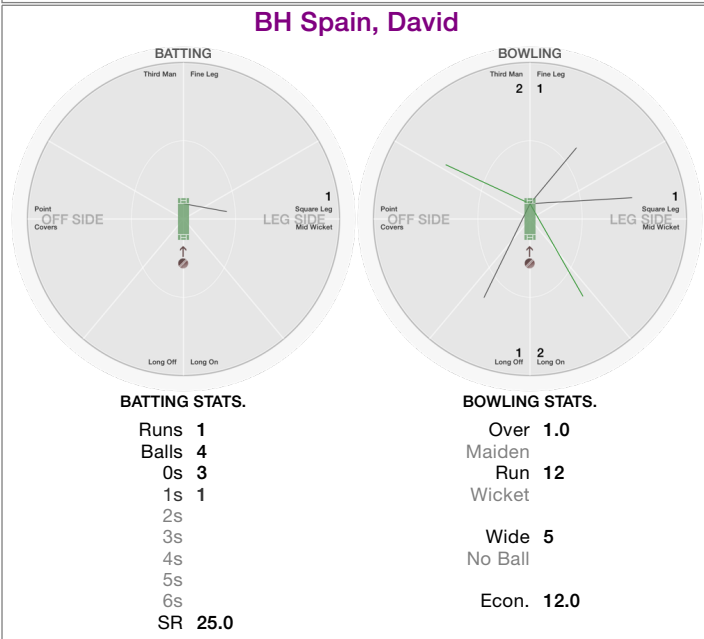 BH Spain, David
BATTING
Third Man Fine Leg
1
Point Square Leg
OFF SIDE LEG SIDE
Covers Mid Wicket
Long Off Long On
BOWLING
Third Man Fine Leg
2 1
1
Point Square Leg
OFF SIDE LEG SIDE
Covers Mid Wicket
1 2
Long Off Long On
BATTING STATS.
Runs 1
Balls 4
0s 3
1s 1
2s
3s
4s
5s
6s
SR 25.0
BOWLING STATS.
Over 1.0
Maiden
Run 12
Wicket
Wide 5
No Ball
Econ. 12.0